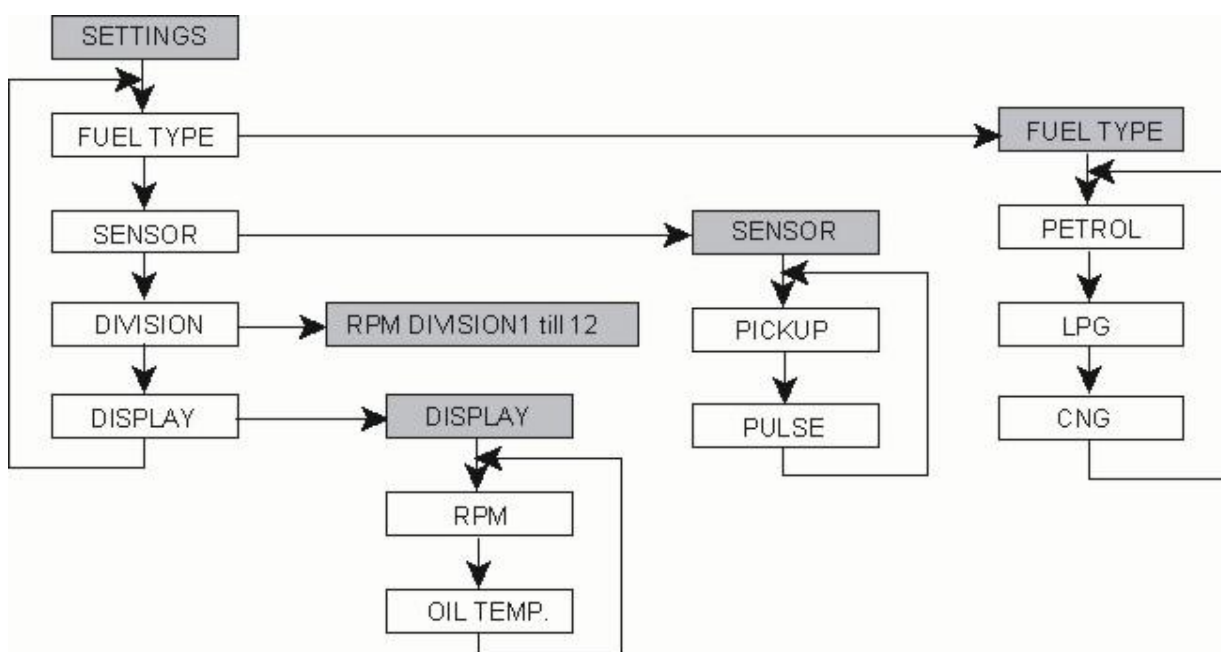 SETTINGS
FUEL TYPE
FUEL TYPE
SENSOR
SENSOR
PETROL
DIVISION
RPM DIVISION1 till 12
PICKUP
LPG
DISPLAY
DISPLAY
PULSE
CNG
RPM
OIL TEMP.